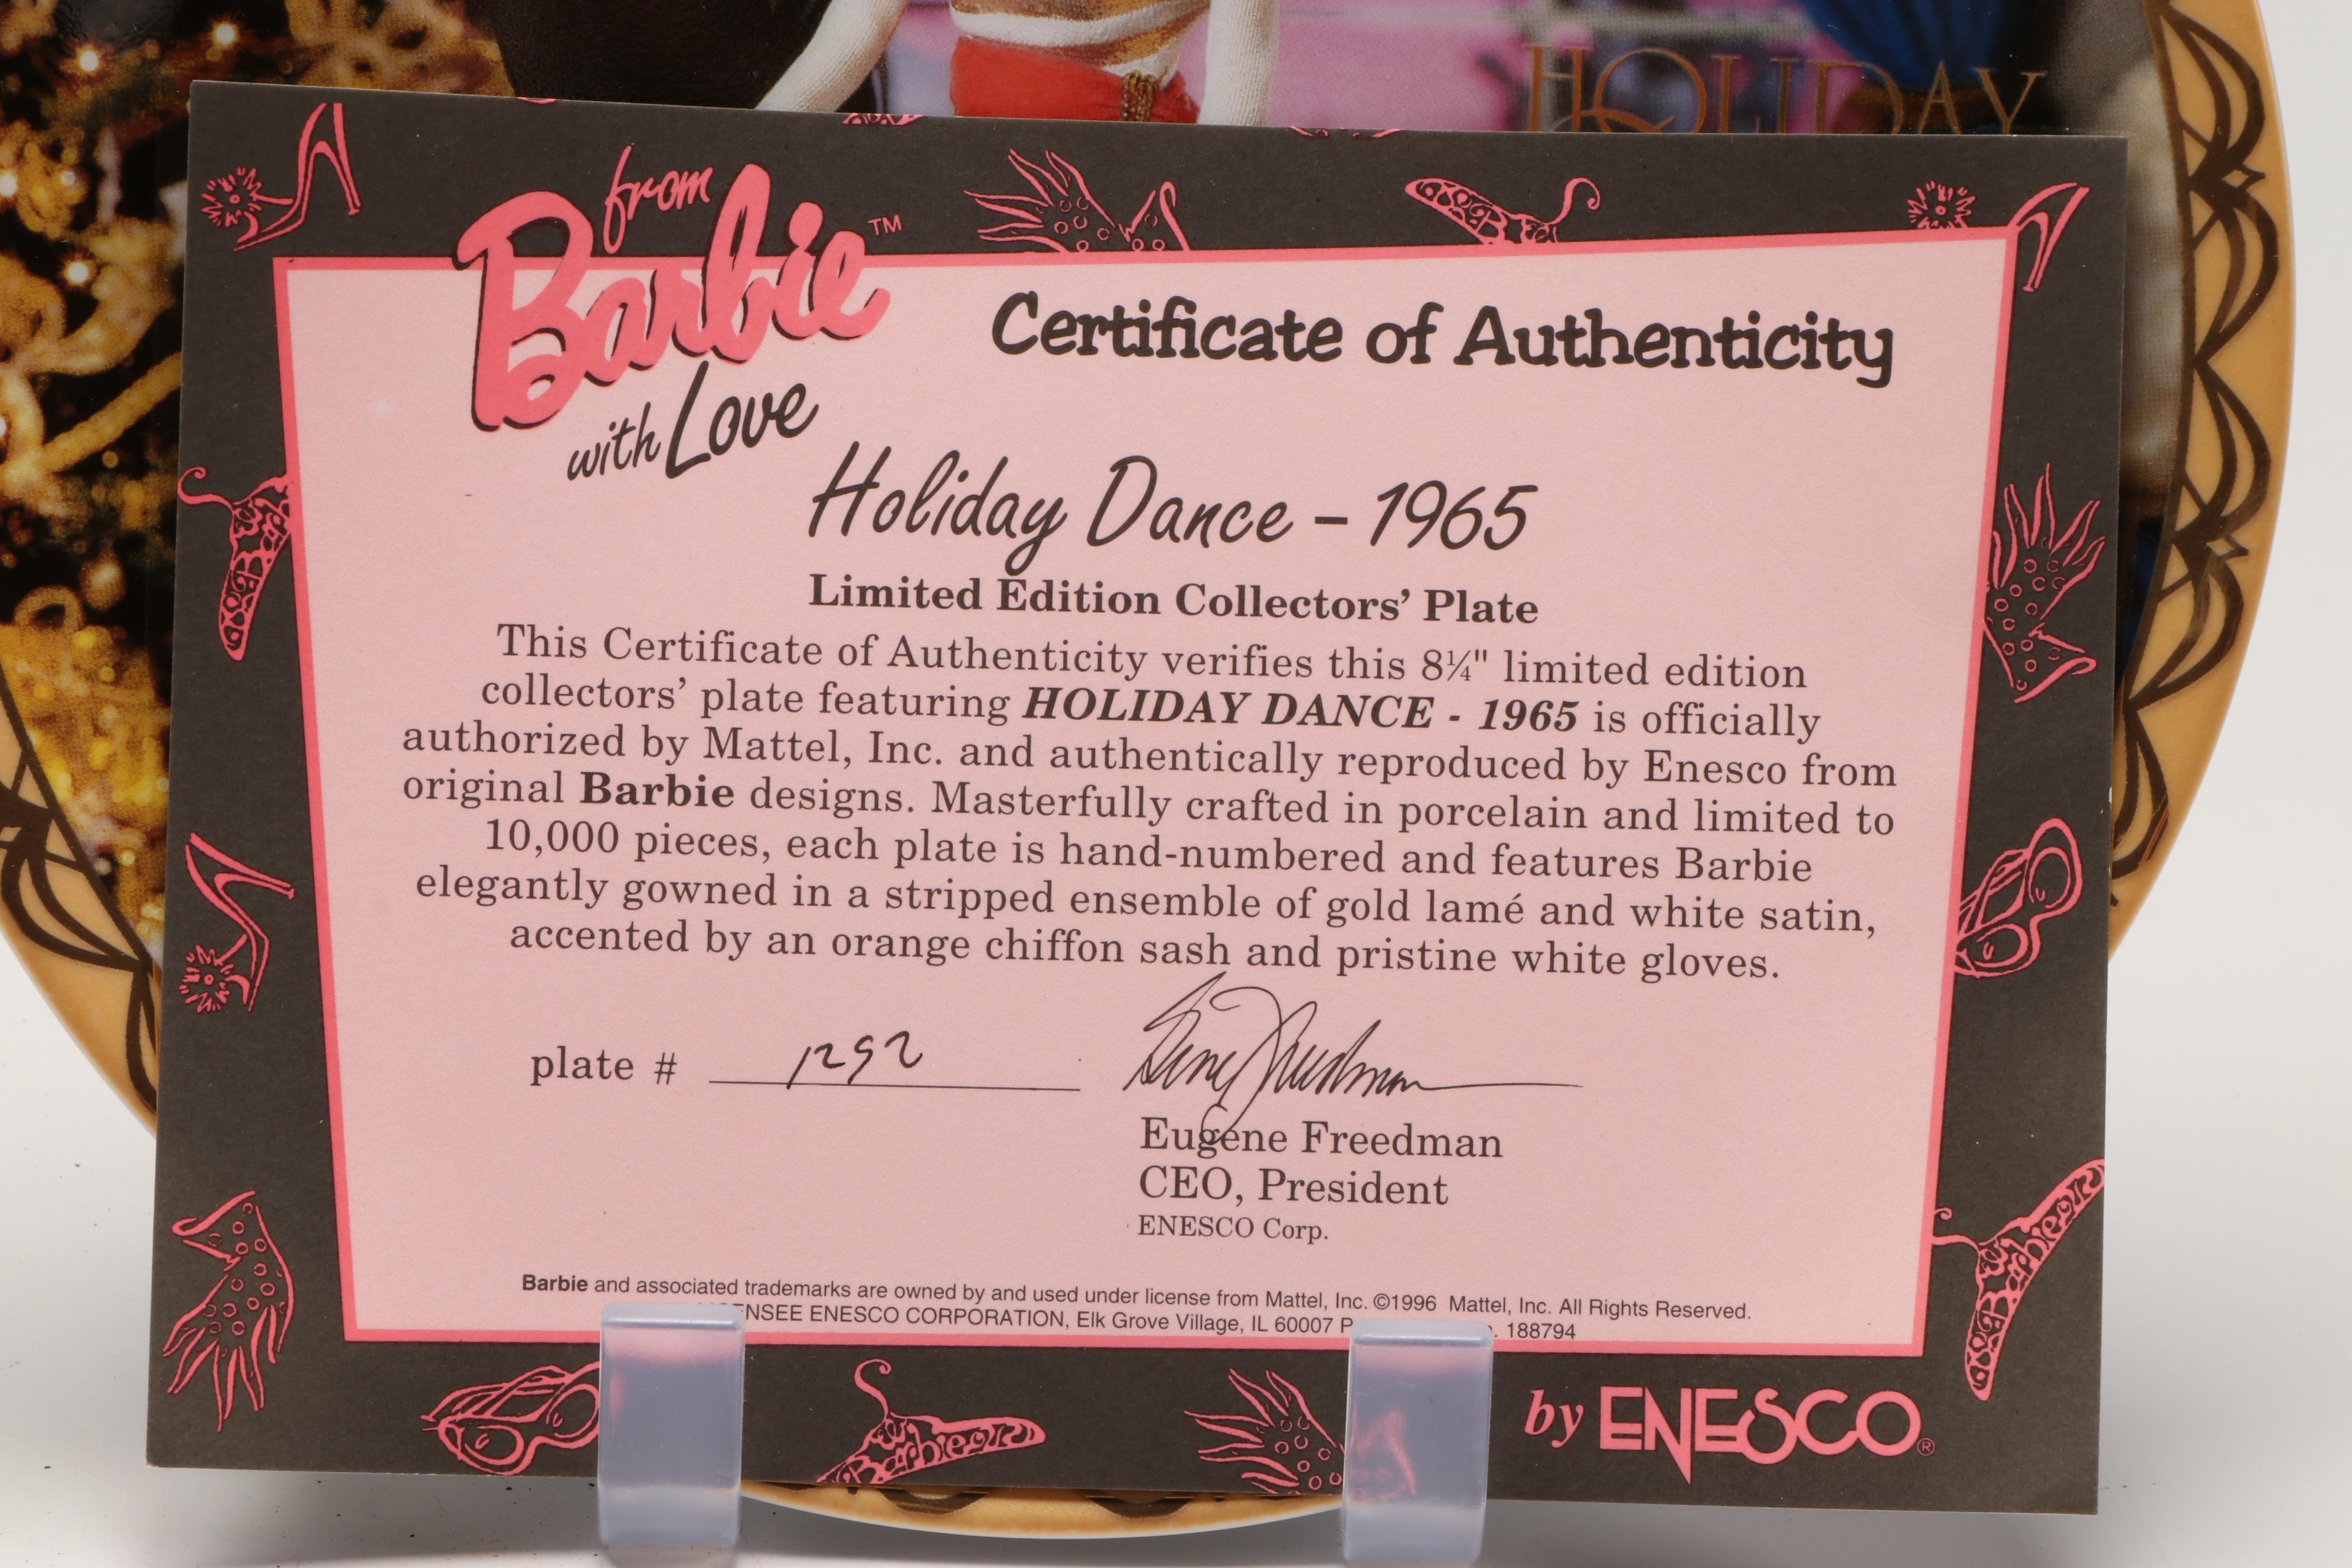 HOLIDAY
from
Barbie™
with Love
Certificate of Authenticity
Holiday Dance - 1965
Limited Edition Collectors' Plate
This Certificate of Authenticity verifies this 8¼" limited edition
collectors' plate featuring HOLIDAY DANCE - 1965 is officially
authorized by Mattel, Inc. and authentically reproduced by Enesco from
original Barbie designs. Masterfully crafted in porcelain and limited to
10,000 pieces, each plate is hand-numbered and features Barbie
elegantly gowned in a stripped ensemble of gold lamé and white satin,
accented by an orange chiffon sash and pristine white gloves.
plate # 1292
Gene Freedman
Eugene Freedman
CEO, President
ENESCO Corp.
Barbie and associated trademarks are owned by and used under license from Mattel, Inc. ©1996 Mattel, Inc. All Rights Reserved.
ENESCO CORPORATION, Elk Grove Village, IL 60007 188794
Barbie
Barbie
by ENESCO®